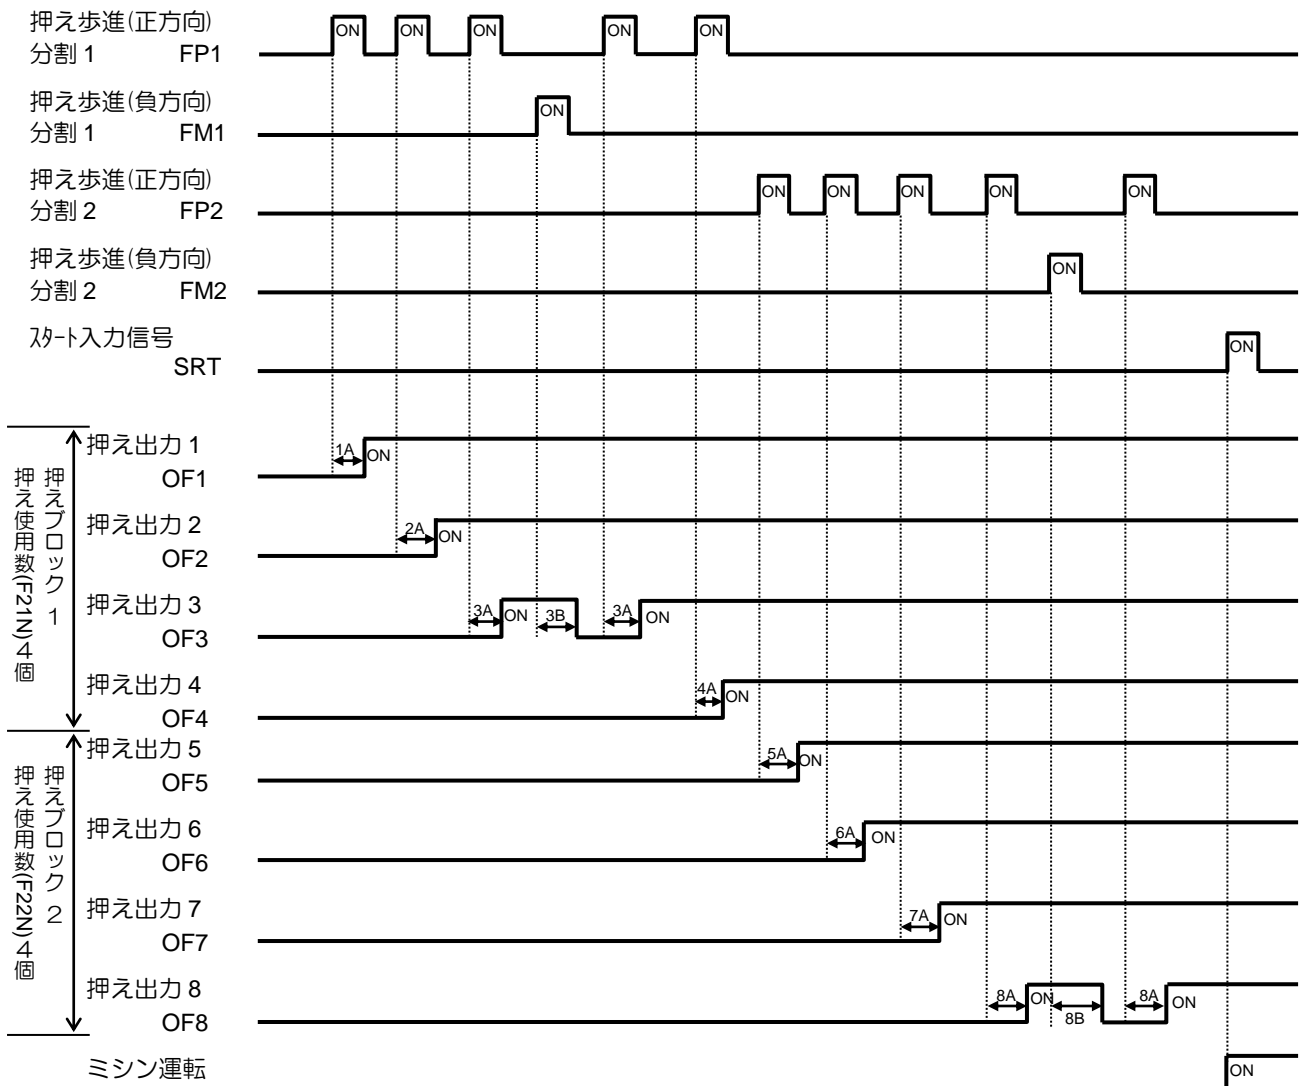 押え歩進(正方向)
分割1 FP1
ON ON ON ON ON
押え歩進(負方向)
分割1 FM1
ON
押え歩進(正方向)
分割2 FP2
ON ON ON ON ON
押え歩進(負方向)
分割2 FM2
ON
ｽﾀｰﾄ入力信号
SRT
ON
押えブロック1
押え使用数(F21N)4個
押え出力1
OF1
1A ON
押え出力2
OF2
2A ON
押え出力3
OF3
3A ON 3B 3A ON
押え出力4
OF4
4A ON
押えブロック2
押え使用数(F22N)4個
押え出力5
OF5
5A ON
押え出力6
OF6
6A ON
押え出力7
OF7
7A ON
押え出力8
OF8
8A ON 8B 8A ON
ミシン運転
ON